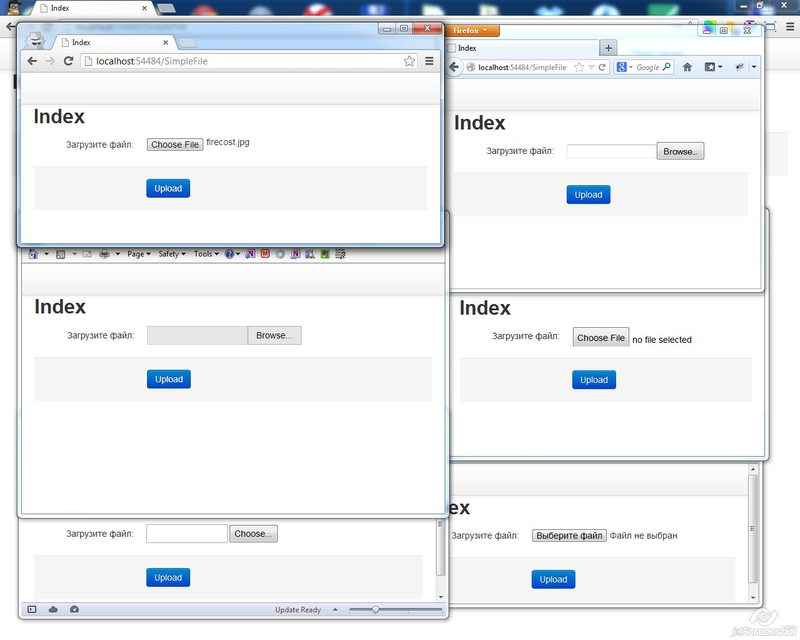 Index
Index
localhost:54484/SimpleFile
Index
Загрузите файл:
Choose File
firecost.jpg
Upload
Firefox
Index
localhost:54484/SimpleFile
Google
Index
Загрузите файл:
Browse..
Upload
Page
Safety
Tools
Index
Загрузите файл:
Browse...
Upload
Index
Загрузите файл:
Choose File
no file selected
Upload
Загрузите файл:
Choose...
Upload
Update Ready
ex
Загрузите файл:
Выберите файл
Файл не выбран
Upload